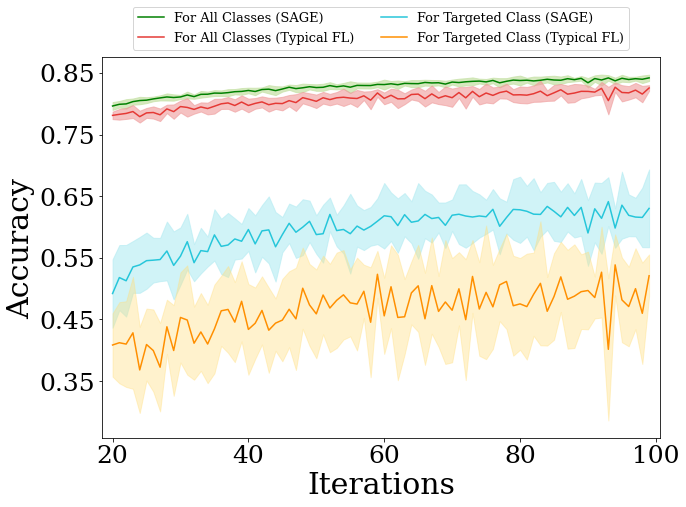 For All Classes (SAGE)
For All Classes (Typical FL)
For Targeted Class (SAGE)
For Targeted Class (Typical FL)
0.85
0.75
0.65
0.55
0.45
0.35
Accuracy
20 40 60 80 100
Iterations